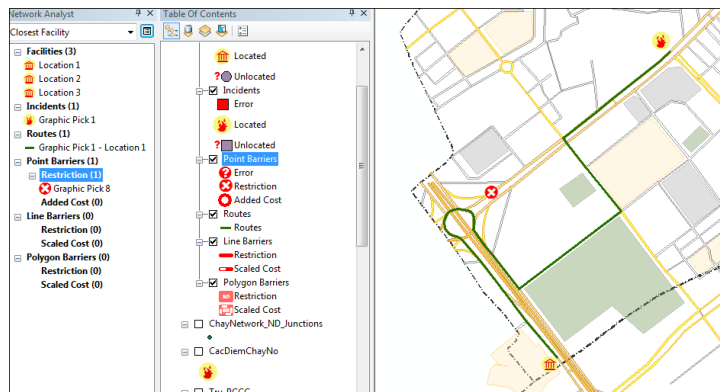 Network Analyst
Closest Facility
Facilities (3)
Location 1
Location 2
Location 3
Incidents (1)
Graphic Pick 1
Routes (1)
Graphic Pick 1 - Location 1
Point Barriers (1)
Restriction (1)
Graphic Pick 8
Added Cost (0)
Line Barriers (0)
Restriction (0)
Scaled Cost (0)
Polygon Barriers (0)
Restriction (0)
Scaled Cost (0)
Table Of Contents
Located
? Unlocated
Incidents
Error
Located
? Unlocated
Point Barriers
Error
Restriction
Added Cost
Routes
Routes
Line Barriers
Restriction
Scaled Cost
Polygon Barriers
Restriction
Scaled Cost
ChayNetwork_ND_Junctions
CacDiemChayNo